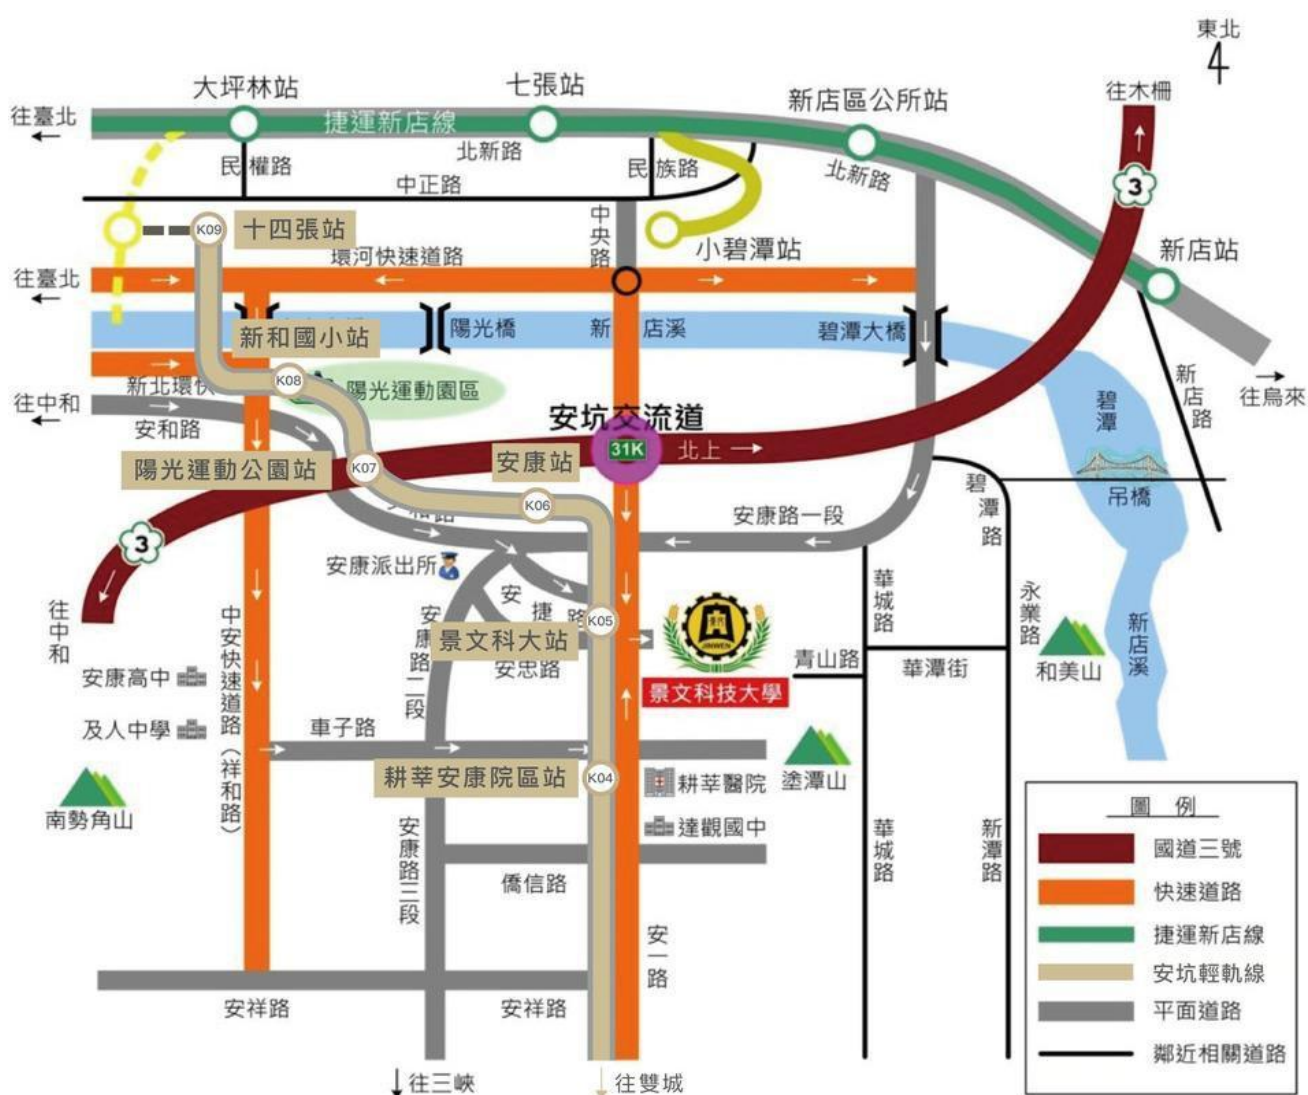 東北
往木柵
大坪林站
七張站
新店區公所站
往臺北
捷運新店線
民權路
北新路
民族路
北新路
中正路
3
K09
十四張站
中央路
小碧潭站
新店站
環河快速道路
往臺北
新和國小站
陽光橋
新店溪
碧潭大橋
K08
陽光運動園區
新北環快
往中和
安和路
安坑交流道
31K
北上
碧潭
新店路
往烏來
陽光運動公園站
K07
安康站
K06
吊橋
碧潭路
3
安康路一段
安康派出所
往中和
中安快速道路(祥和路)
安康路二段
安捷路
K05
景文科大站
安忠路
JINWEN
景文科技大學
華城路
永業路
青山路
華潭街
和美山
新店溪
安康高中
及人中學
車子路
南勢角山
耕莘安康院區站
K04
耕莘醫院
達觀國中
塗潭山
安康路三段
僑信路
華城路
新潭路
安一路
安祥路
安祥路
往三峽
往雙城
圖 例
國道三號
快速道路
捷運新店線
安坑輕軌線
平面道路
鄰近相關道路